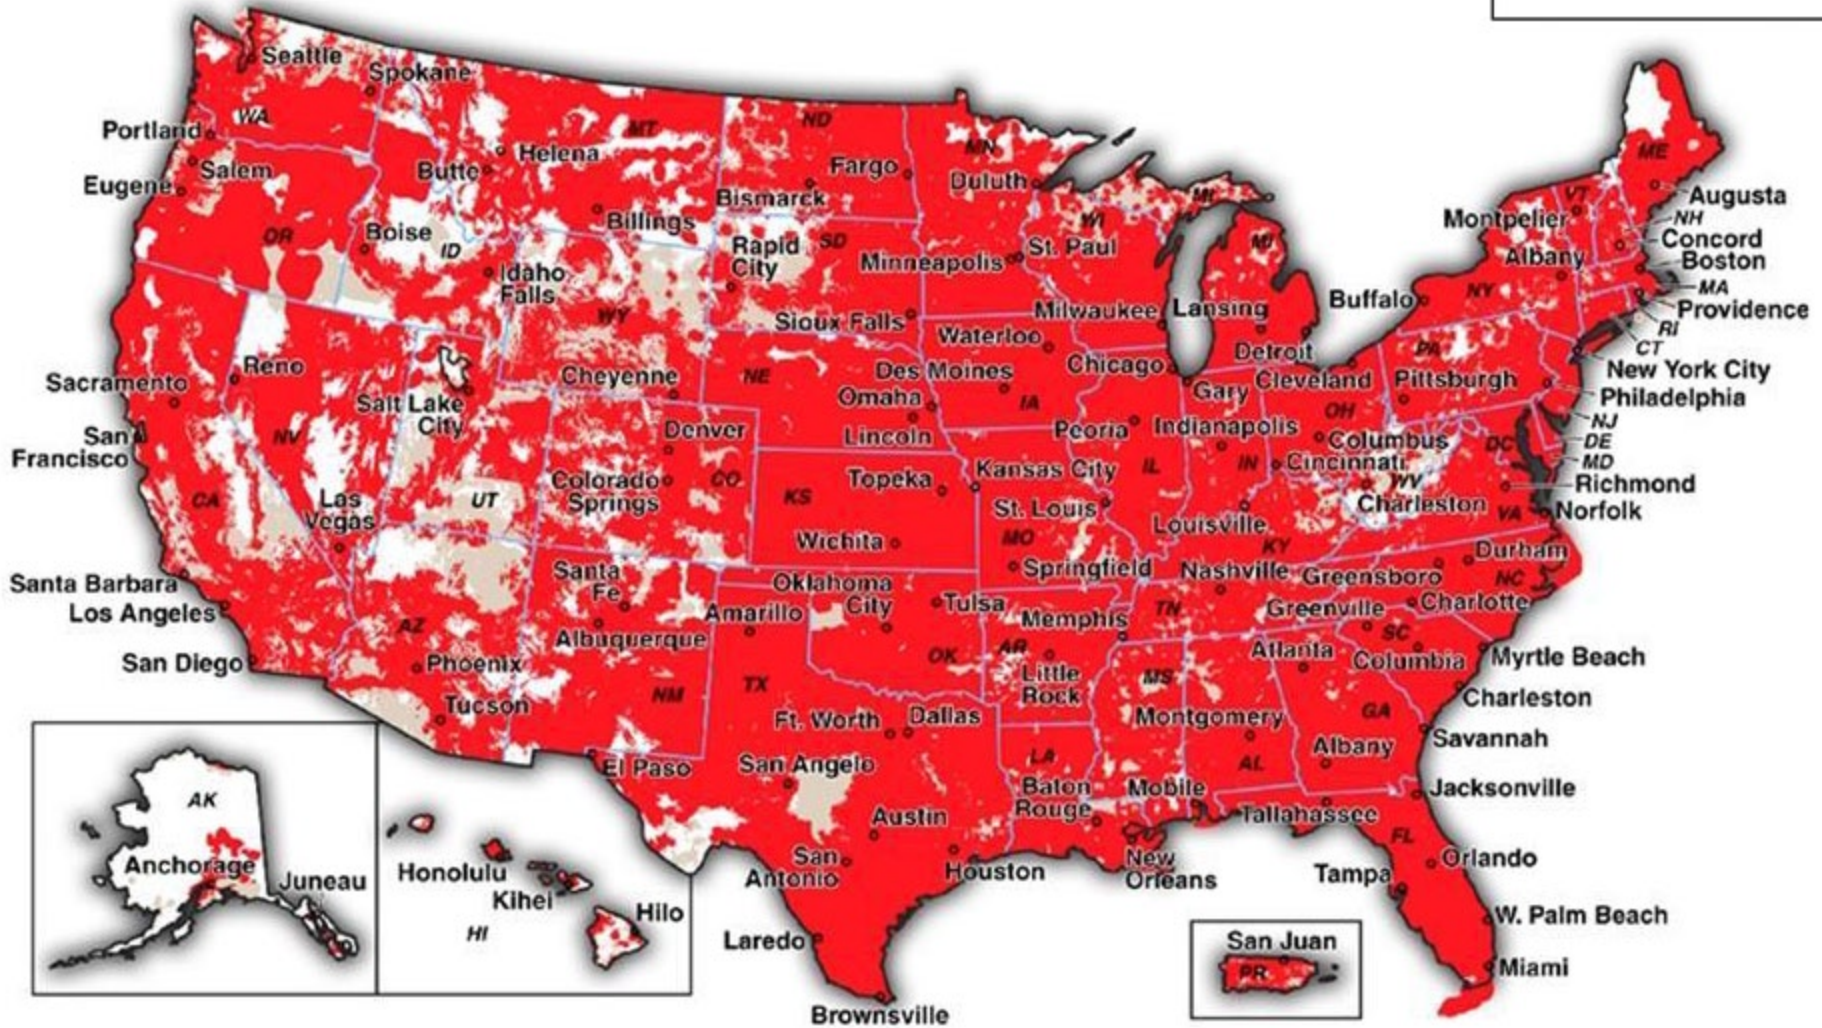 Seattle
Spokane
WA
Portland
Salem
Eugene
OR
Butte
Helena
MT
Billings
Boise
ID
Idaho
Falls
ND
Bismarck
Fargo
MN
Duluth
Rapid
City
SD
Minneapolis
St. Paul
WI
MI
MI
WY
Sioux Falls
Milwaukee
Lansing
Waterloo
Chicago
Detroit
Gary
Cleveland
Buffalo
Montpelier
VT
ME
Augusta
NH
Concord
Boston
Albany
MA
NY
Providence
RI
CT
New York City
Philadelphia
PA
Pittsburgh
NJ
DE
MD
DC
Richmond
Norfolk
VA
WV
Charleston
OH
Columbus
Cincinnati
IN
Indianapolis
Peoria
IL
Des Moines
IA
Omaha
Lincoln
NE
Cheyenne
Reno
Sacramento
San
Francisco
NV
Salt Lake
City
Denver
Colorado
Springs
CO
UT
CA
Las
Vegas
KS
Topeka
Kansas City
St. Louis
Louisville
KY
Wichita
MO
Springfield
Nashville
Greensboro
Durham
NC
Charlotte
Greenville
SC
Columbia
Myrtle Beach
Charleston
Santa Barbara
Los Angeles
San Diego
AZ
Phoenix
Tucson
Santa
Fe
Albuquerque
NM
Amarillo
Oklahoma
City
Tulsa
OK
Memphis
TN
AR
Little
Rock
TX
Ft. Worth
Dallas
MS
Atlanta
GA
Montgomery
AL
Albany
Savannah
El Paso
San Angelo
Austin
LA
Baton
Rouge
Mobile
Tallahassee
Jacksonville
FL
Orlando
Tampa
San
Antonio
Houston
New
Orleans
W. Palm Beach
Miami
Laredo
Brownsville
AK
Anchorage
Juneau
Honolulu
Kihei
Hilo
HI
San Juan
PR